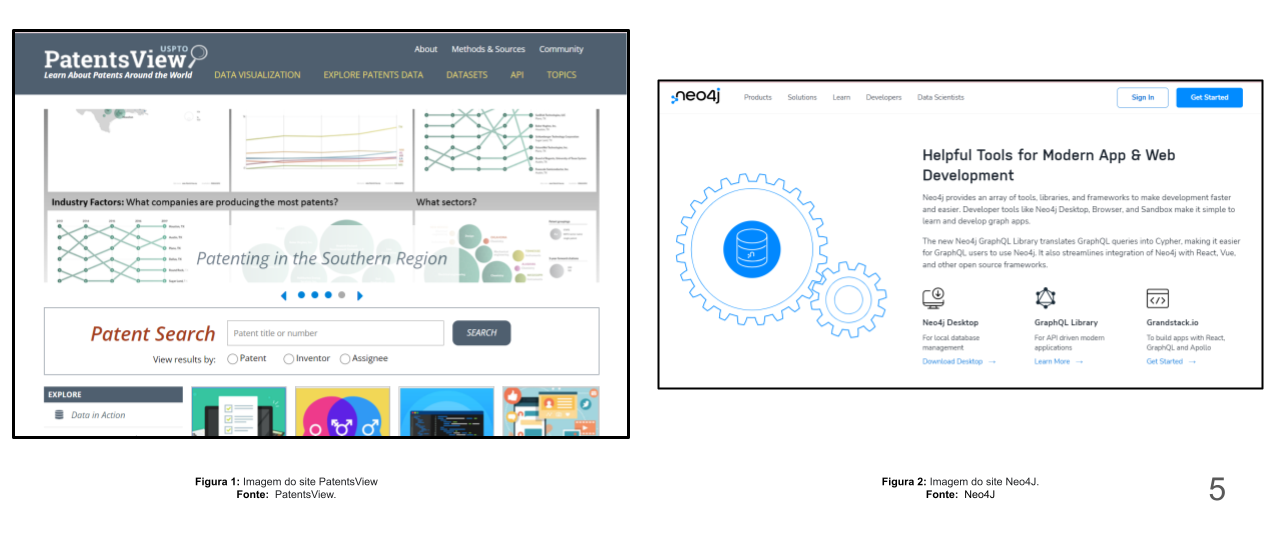 USPTO
PatentsView
Learn About Patents Around the World
About Methods & Sources Community
DATA VISUALIZATION EXPLORE PATENTS DATA DATASETS API TOPICS
Industry Factors: What companies are producing the most patents?
What sectors?
Patenting in the Southern Region
Patent Search
Patent title or number
SEARCH
View results by: Patent Inventor Assignee
EXPLORE
Data in Action
Figura 1: Imagem do site PatentsView
Fonte: PatentsView.
neo4j
Products Solutions Learn Developers Data Scientists
Sign In
Get Started
Helpful Tools for Modern App & Web
Development
Neo4j provides an array of tools, libraries, and frameworks to make development faster
and easier. Developer tools like Neo4j Desktop, Browser, and Sandbox make it simple to
learn and develop graph apps.
The new Neo4j GraphQL Library translates GraphQL queries into Cypher, making it easier
for GraphQL users to use Neo4j. It also streamlines integration of Neo4j with React, Vue,
and other open source frameworks.
Neo4j Desktop
For local database
management
Download Desktop →
GraphQL Library
For API driven modern
applications
Learn More →
Grandstack.io
To build apps with React,
GraphQL and Apollo
Get Started →
Figura 2: Imagem do site Neo4J.
Fonte: Neo4J
5